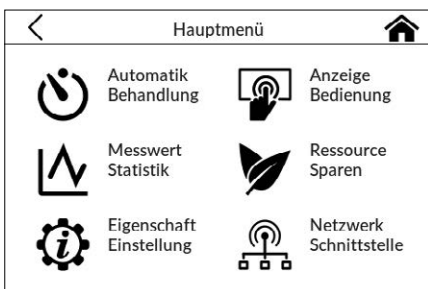 Hauptmenü
Automatik
Behandlung
Anzeige
Bedienung
Messwert
Statistik
Ressource
Sparen
Eigenschaft
Einstellung
Netzwerk
Schnittstelle